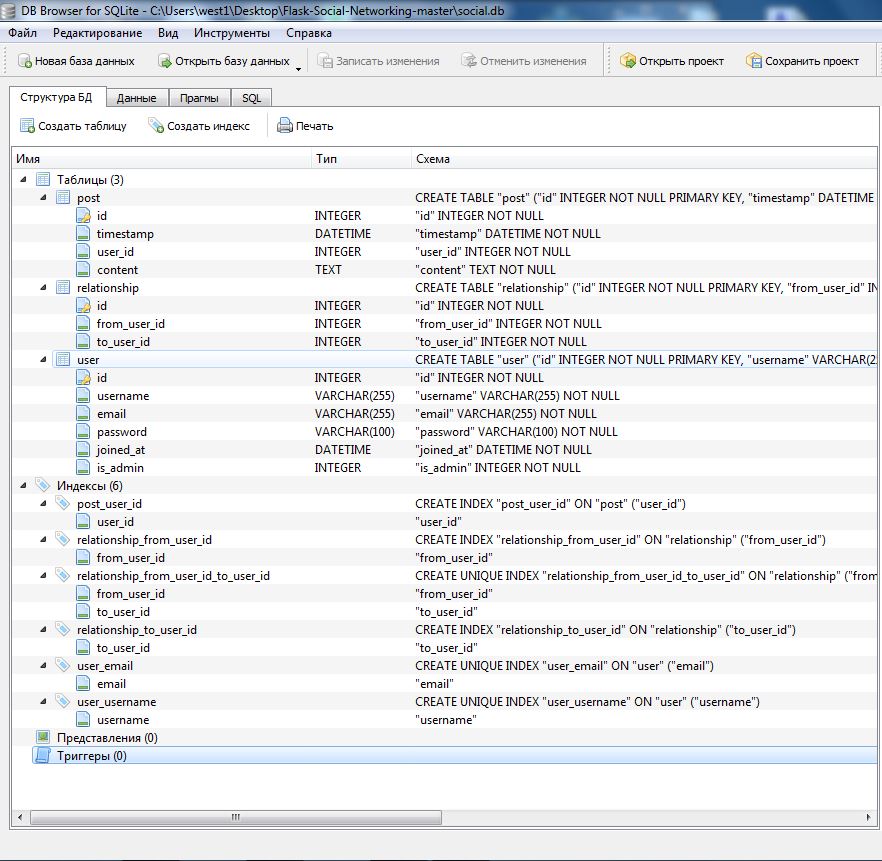 DB Browser for SQLite - C:\Users\west1\Desktop\Flask-Social-Networking-master\social.db
Файл Редактирование Вид Инструменты Справка
Новая база данных Открыть базу данных Записать изменения Отменить изменения Открыть проект Сохранить проект
Структура БД Данные Прагмы SQL
Создать таблицу Создать индекс Печать
Имя Тип Схема
Таблицы (3)
post CREATE TABLE "post" ("id" INTEGER NOT NULL PRIMARY KEY, "timestamp" DATETIME
id INTEGER "id" INTEGER NOT NULL
timestamp DATETIME "timestamp" DATETIME NOT NULL
user_id INTEGER "user_id" INTEGER NOT NULL
content TEXT "content" TEXT NOT NULL
relationship CREATE TABLE "relationship" ("id" INTEGER NOT NULL PRIMARY KEY, "from_user_id" IN
id INTEGER "id" INTEGER NOT NULL
from_user_id INTEGER "from_user_id" INTEGER NOT NULL
to_user_id INTEGER "to_user_id" INTEGER NOT NULL
user CREATE TABLE "user" ("id" INTEGER NOT NULL PRIMARY KEY, "username" VARCHAR(2
id INTEGER "id" INTEGER NOT NULL
username VARCHAR(255) "username" VARCHAR(255) NOT NULL
email VARCHAR(255) "email" VARCHAR(255) NOT NULL
password VARCHAR(100) "password" VARCHAR(100) NOT NULL
joined_at DATETIME "joined_at" DATETIME NOT NULL
is_admin INTEGER "is_admin" INTEGER NOT NULL
Индексы (6)
post_user_id CREATE INDEX "post_user_id" ON "post" ("user_id")
user_id "user_id"
relationship_from_user_id CREATE INDEX "relationship_from_user_id" ON "relationship" ("from_user_id")
from_user_id "from_user_id"
relationship_from_user_id_to_user_id CREATE UNIQUE INDEX "relationship_from_user_id_to_user_id" ON "relationship" ("from
from_user_id "from_user_id"
to_user_id "to_user_id"
relationship_to_user_id CREATE INDEX "relationship_to_user_id" ON "relationship" ("to_user_id")
to_user_id "to_user_id"
user_email CREATE UNIQUE INDEX "user_email" ON "user" ("email")
email "email"
user_username CREATE UNIQUE INDEX "user_username" ON "user" ("username")
username "username"
Представления (0)
Триггеры (0)